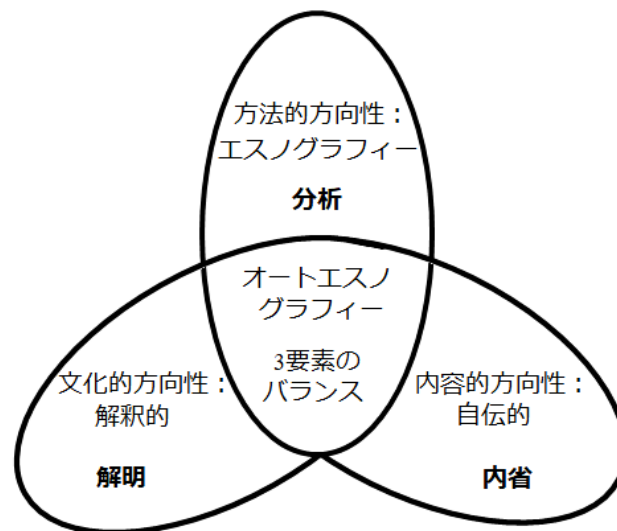 方法的方向性：
エスノグラフィー
分析
オートエスノ
グラフィー
3要素の
バランス
文化的方向性：
解釈的
解明
内容的方向性：
自伝的
内省